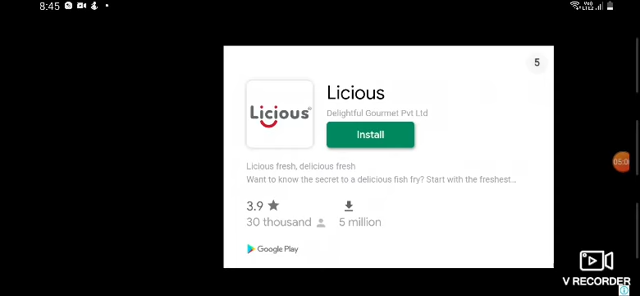 8:45
5
Licious
Licious
Delightful Gourmet Pvt Ltd
Install
Licious fresh, delicious fresh
Want to know the secret to a delicious fish fry? Start with the freshest...
3.9
30 thousand
5 million
Google Play
05:0
V RECORDER